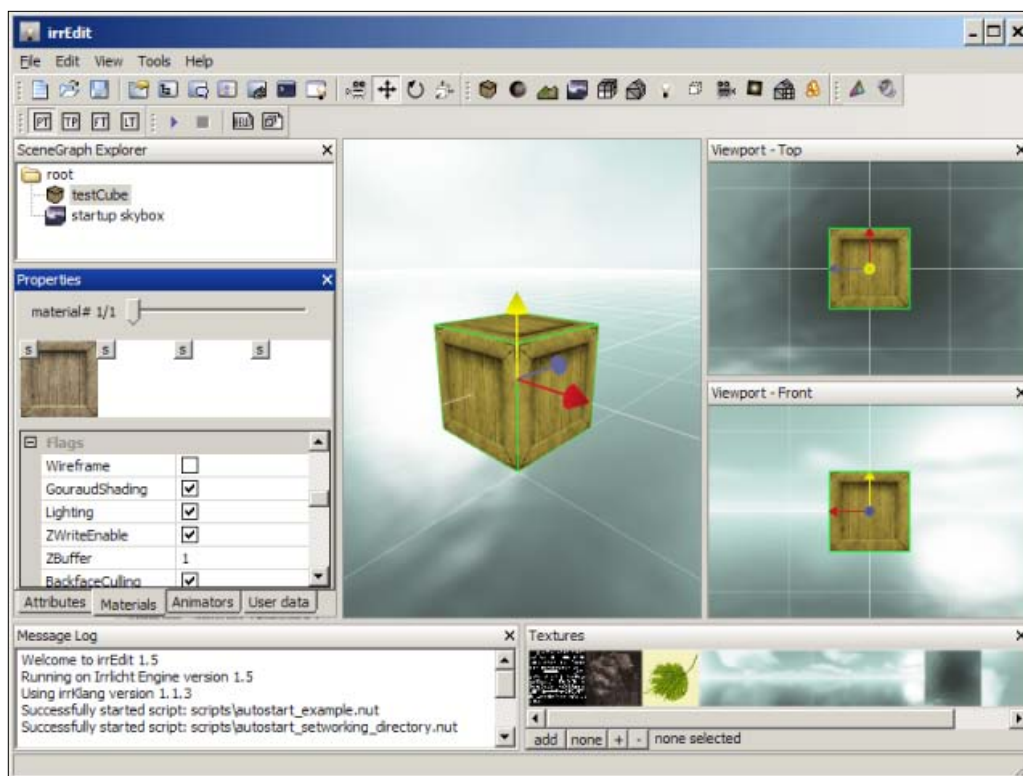 irrEdit
File Edit View Tools Help
PT TP FT LT
SceneGraph Explorer
root
testCube
startup skybox
Properties
material# 1/1
s s s s
Flags
Wireframe
GouraudShading
Lighting
ZWriteEnable
ZBuffer 1
BackfaceCulling
Attributes Materials Animators User data
Viewport - Top
Viewport - Front
Message Log
Welcome to irrEdit 1.5
Running on Irrlicht Engine version 1.5
Using irrKlang version 1.1.3
Successfully started script: scripts\autostart_example.nut
Successfully started script: scripts\autostart_setworking_directory.nut
Textures
add none + - none selected